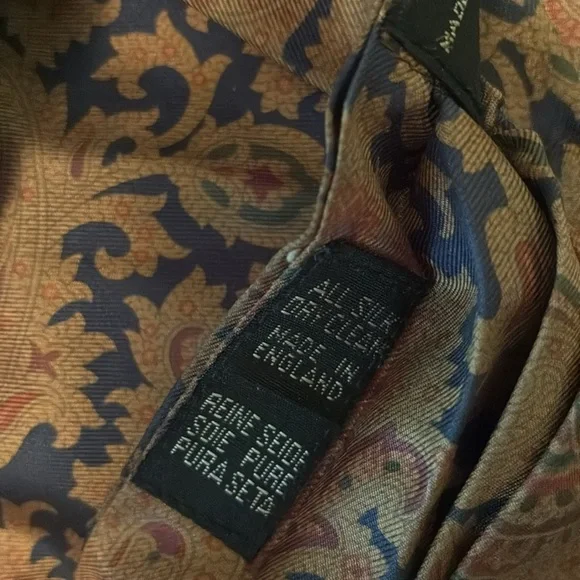 ALL SILK
DRY CLEAN
MADE IN
ENGLAND
REINE SEIDE
SOIE PURE
PURA SETA